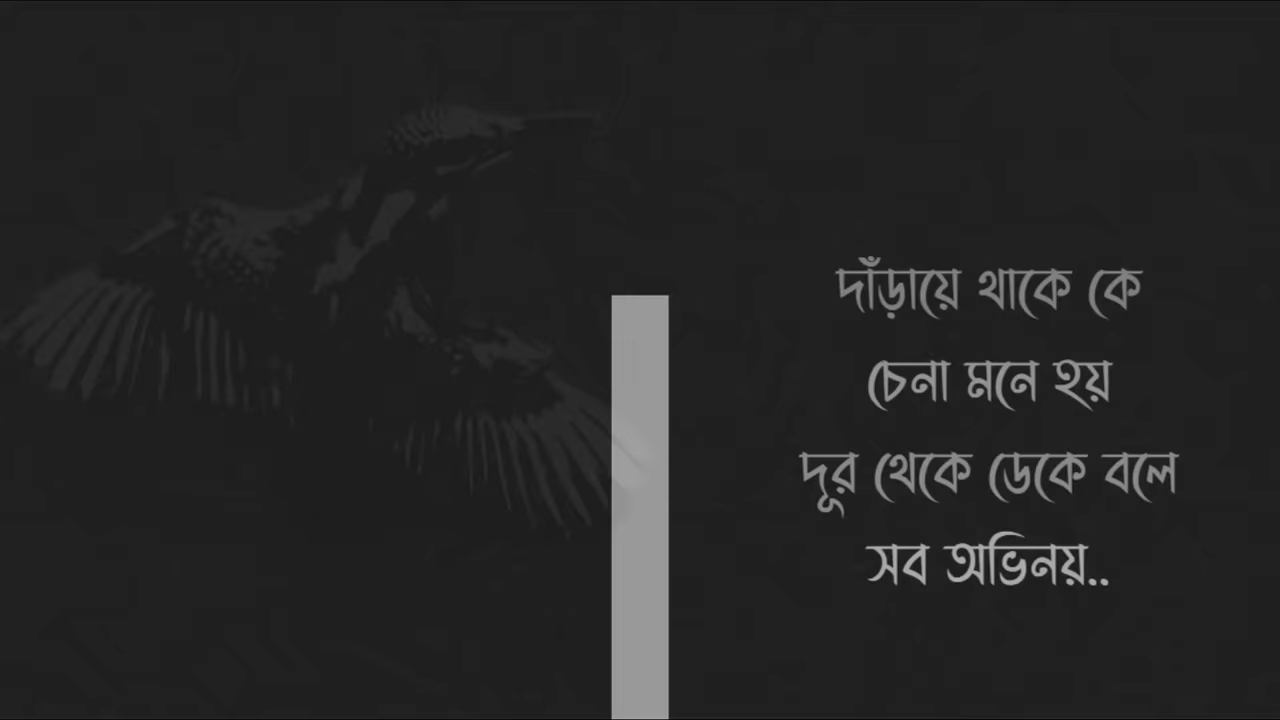 দাঁড়ায়ে থাকে কে
চেনা মনে হয়
দূর থেকে ডেকে বলে
সব অভিনয়..